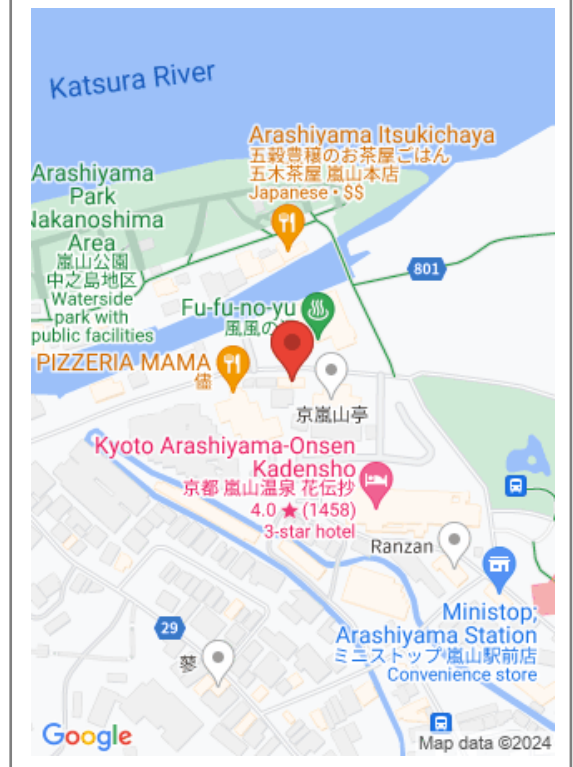 Katsura River
Arashiyama Itsukichaya
五穀豊穣のお茶屋ごはん
五木茶屋 嵐山本店
Japanese • $$
Arashiyama
Park
Nakanoshima
Area
嵐山公園
中之島地区
Waterside
park with
public facilities
801
Fu-fu-no-yu
風風の
PIZZERIA MAMA
儘
京嵐山亭
Kyoto Arashiyama-Onsen
Kadensho
京都 嵐山温泉 花伝抄
4.0 ★ (1458)
3-star hotel
Ranzan
Ministop;
Arashiyama Station
ミニストップ 嵐山駅前店
Convenience store
29
蓼
Google
Map data ©2024